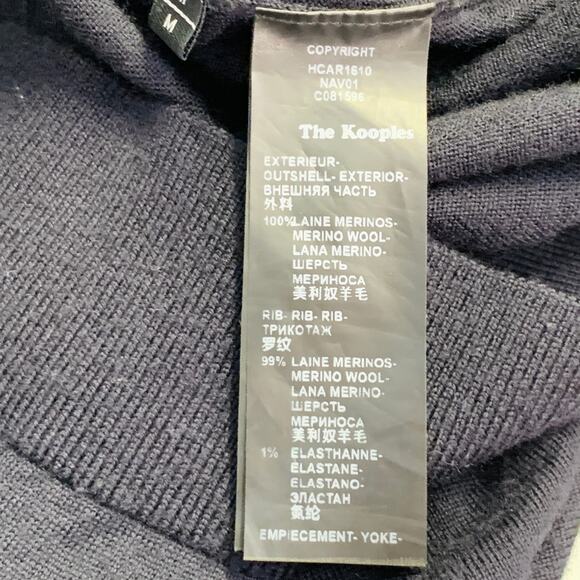 M
COPYRIGHT
HCAR1610
NAV01
C081596
The Kooples
EXTERIEUR-
OUTSHELL- EXTERIOR-
ВНЕШНЯЯ ЧАСТЬ
外料
100% LAINE MERINOS-
MERINO WOOL-
LANA MERINO-
ШЕРСТЬ
МЕРИНОСА
美利奴羊毛
RIB- RIB- RIB-
ТРИКОТАЖ
罗纹
99% LAINE MERINOS-
MERINO WOOL-
LANA MERINO-
ШЕРСТЬ
МЕРИНОСА
美利奴羊毛
1% ELASTHANNE-
ELASTANE-
ELASTANO-
ЭЛАСТАН
氨纶
EMPIECEMENT- YOKE-